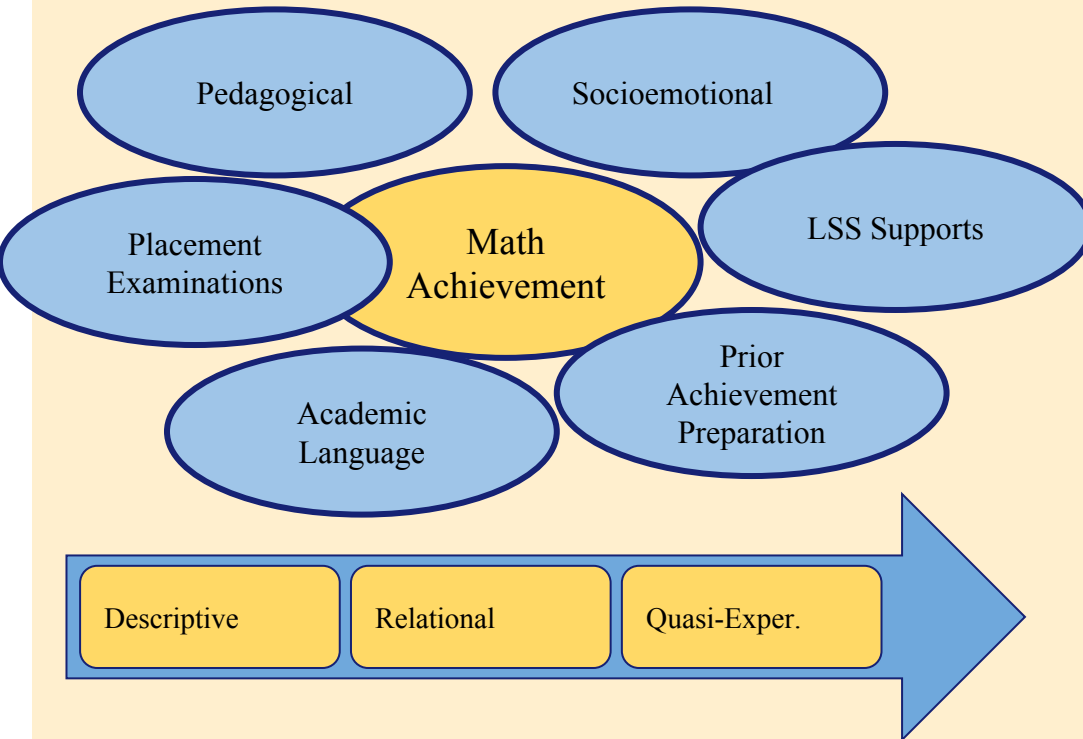 Pedagogical
Socioemotional
Placement
Examinations
Math
Achievement
LSS Supports
Academic
Language
Prior
Achievement
Preparation
Descriptive
Relational
Quasi-Exper.